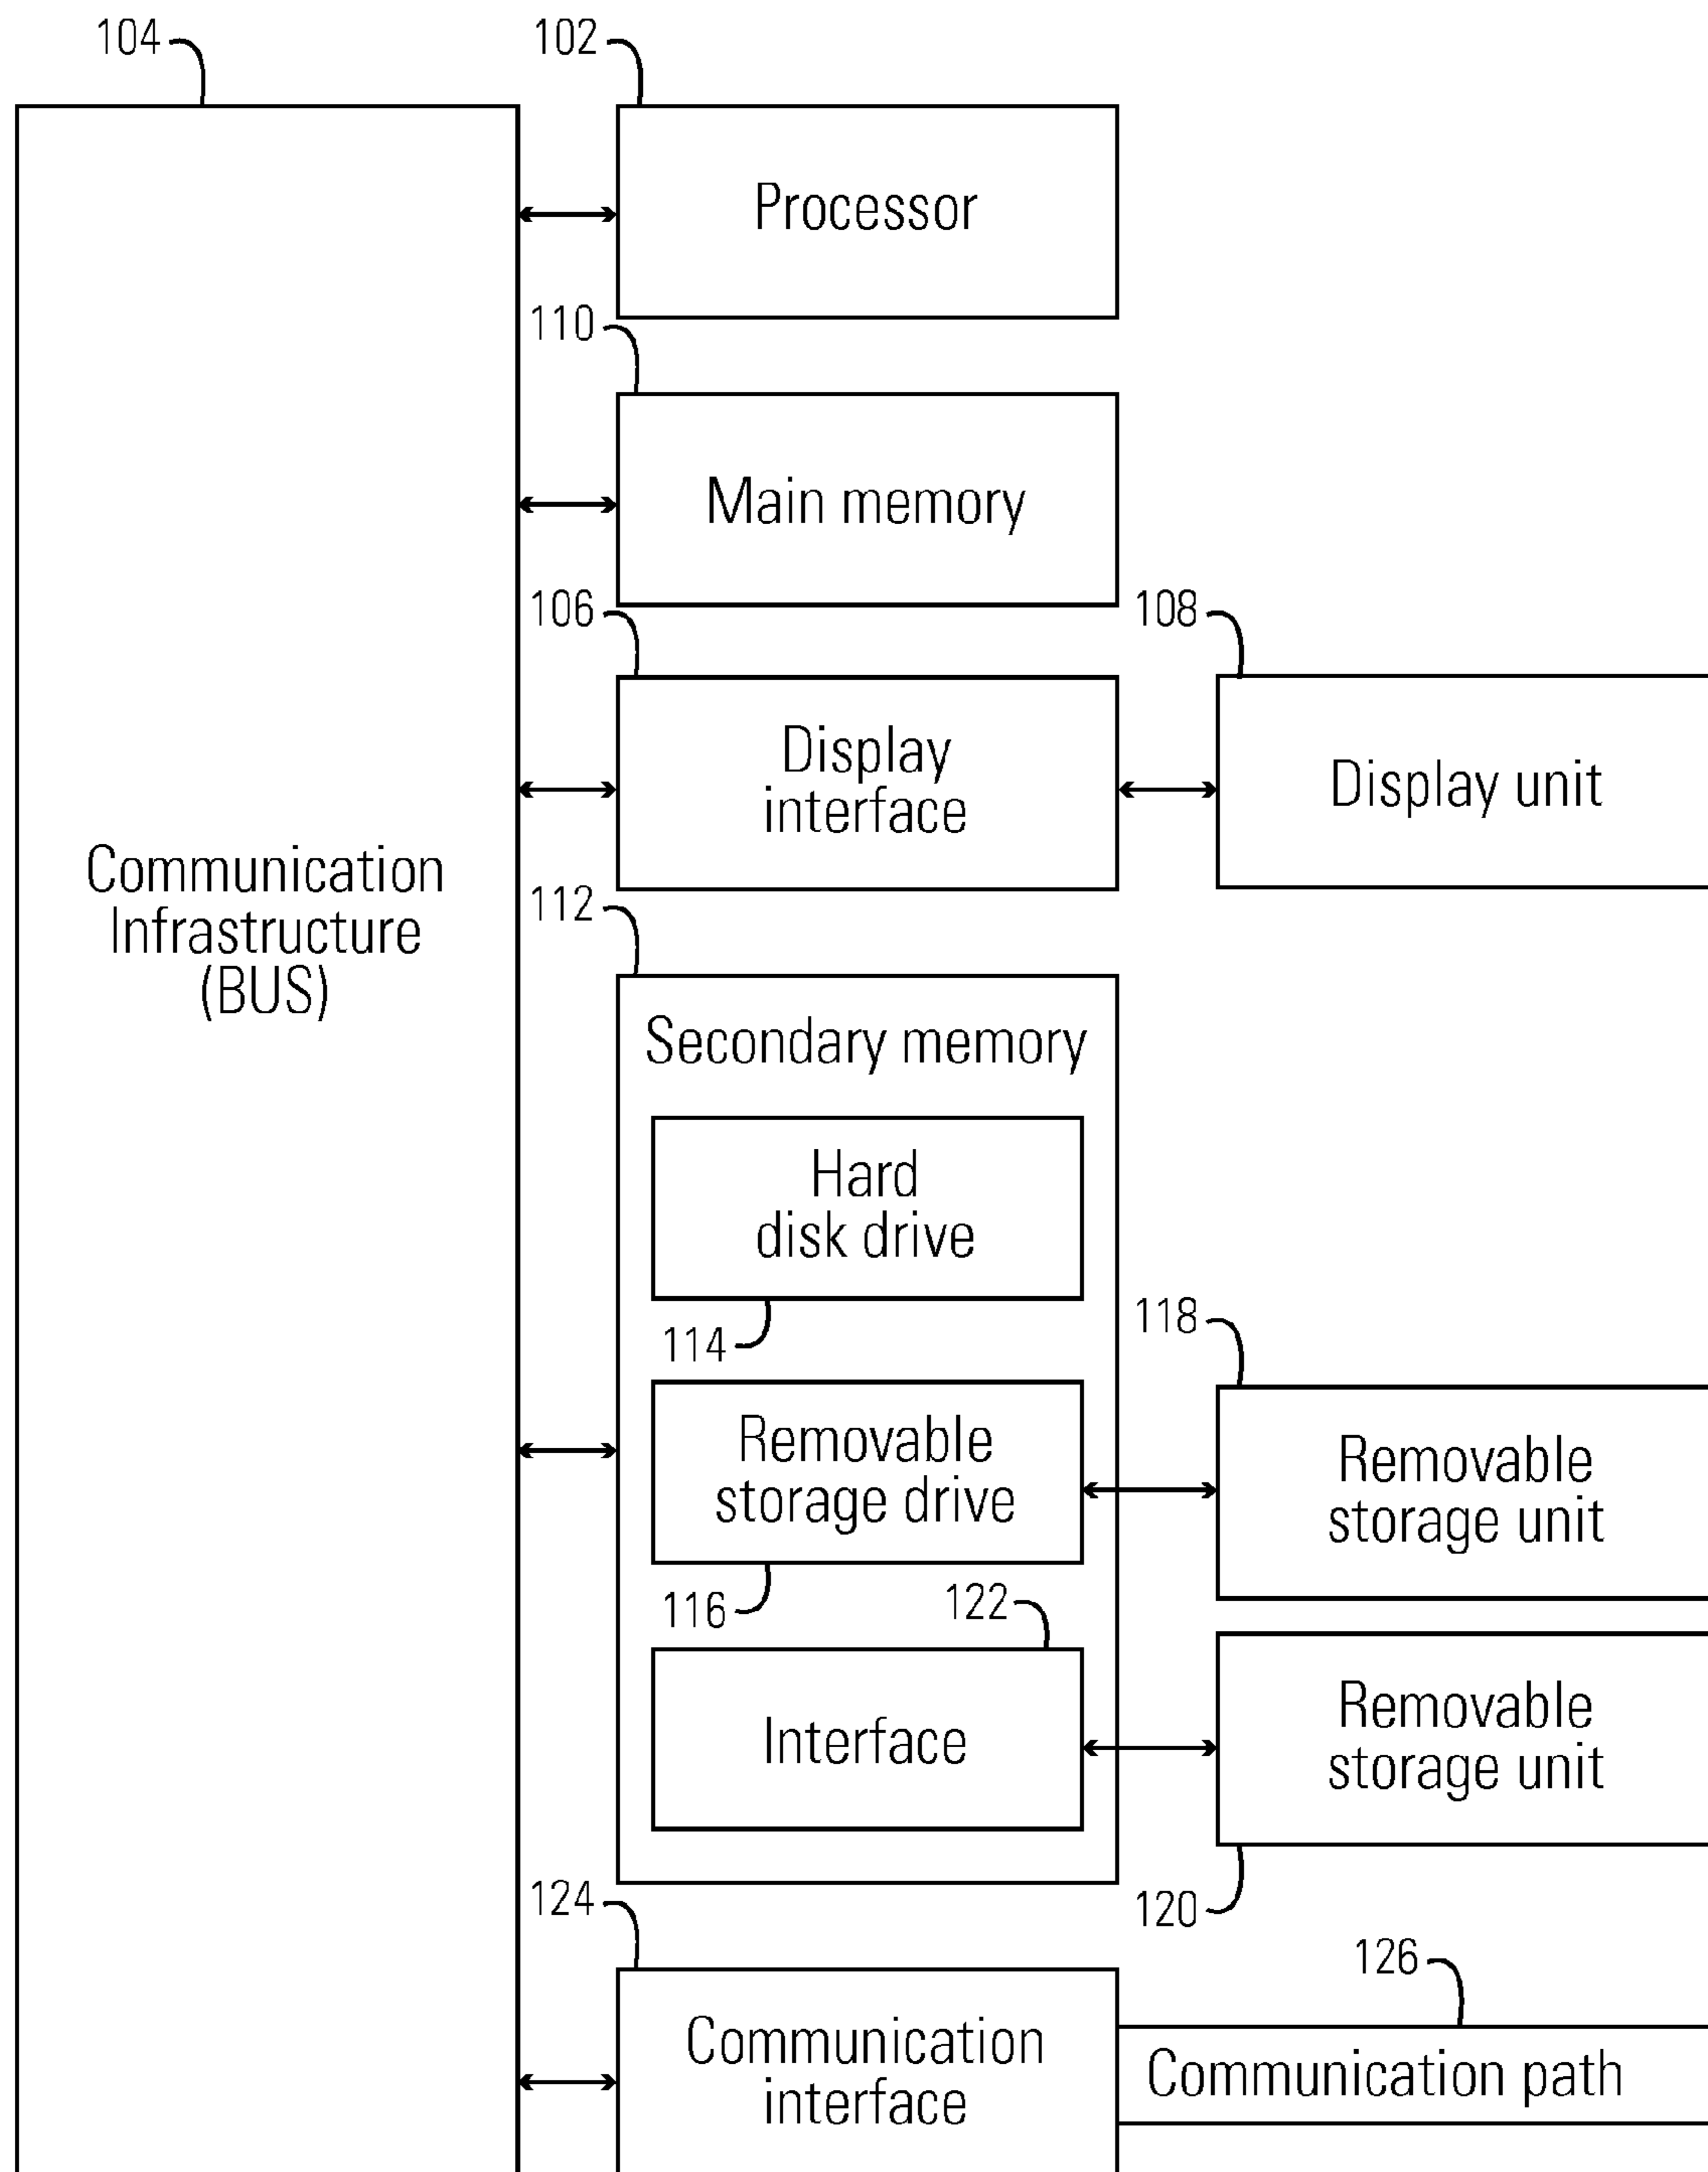 104
102
Processor
110
Main memory
106
108
Display
interface
Display unit
Communication
Infrastructure
(BUS)
112
Secondary memory
Hard
disk drive
114
118
Removable
storage drive
Removable
storage unit
116
122
Interface
Removable
storage unit
124
120
126
Communication
interface
Communication path